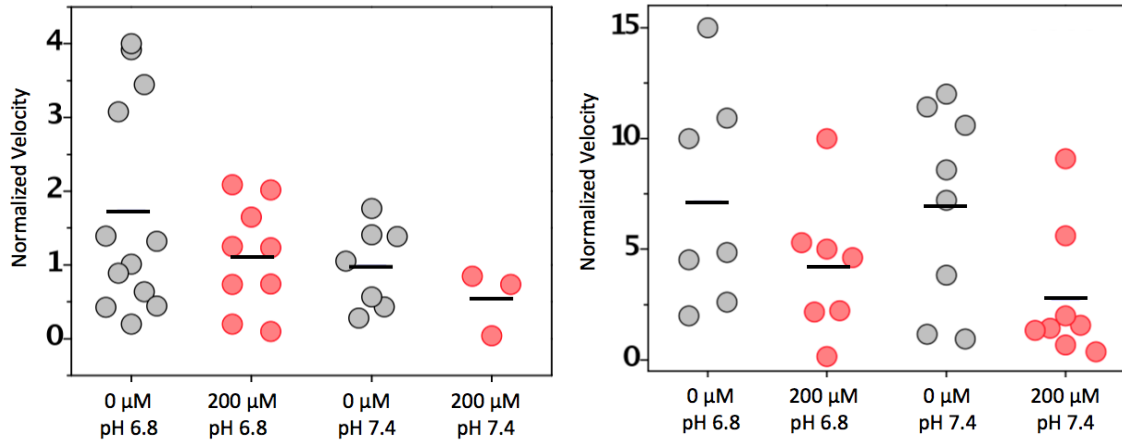 Normalized Velocity
4
3
2
1
0
0 µM
pH 6.8
200 µM
pH 6.8
0 µM
pH 7.4
200 µM
pH 7.4
Normalized Velocity
15
10
5
0
0 µM
pH 6.8
200 µM
pH 6.8
0 µM
pH 7.4
200 µM
pH 7.4